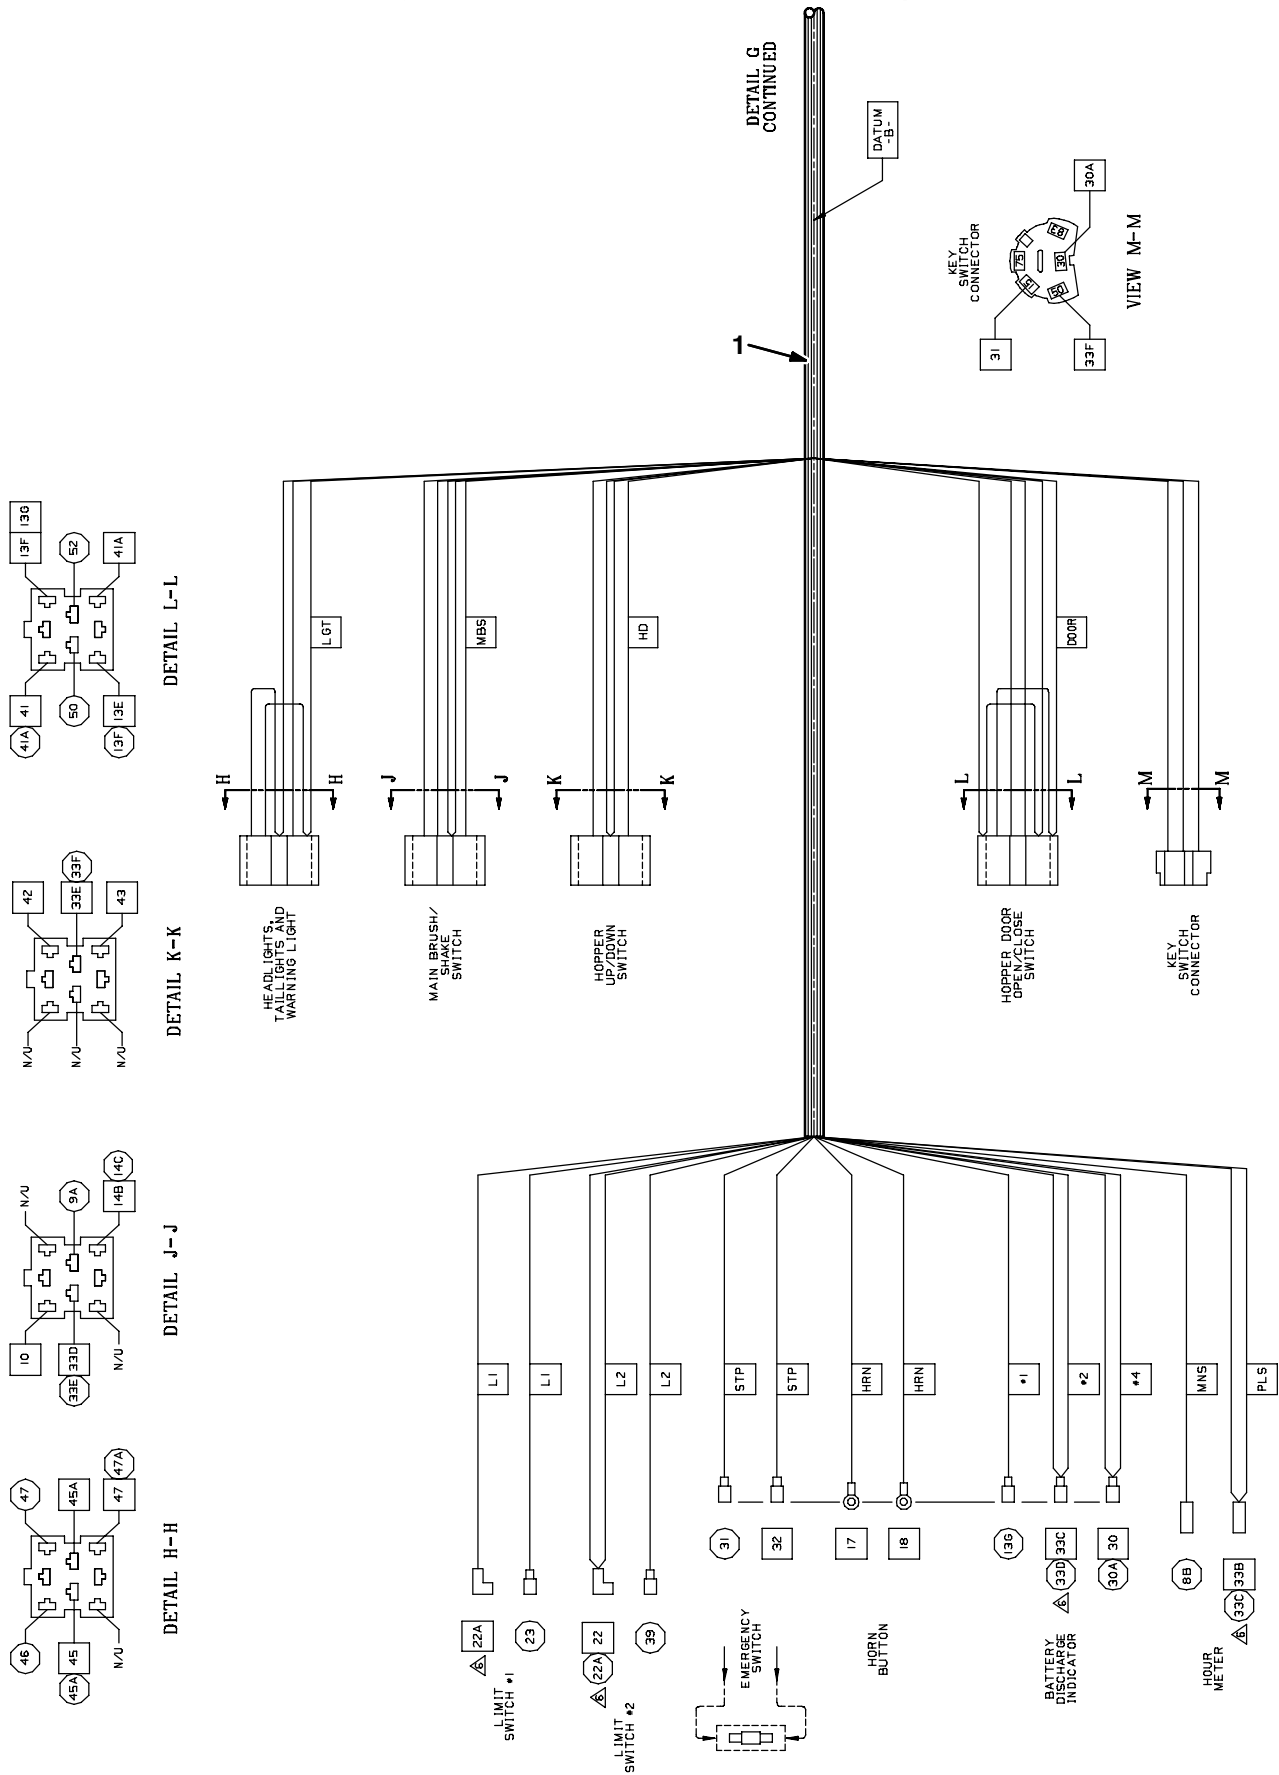 DETAIL G
CONTINUED
DATUM
-B-
1
KEY
SWITCH
CONNECTOR
31
30A
33F
75
30
50
VIEW M-M
13F
13G
52
41A
41A
41
50
13F
13E
DETAIL L-L
42
33F
33E
43
N/U
N/U
N/U
DETAIL K-K
N/U
9A
14B
14C
10
33E
33D
N/U
DETAIL J-J
47
45A
47
47A
46
45A
45
N/U
DETAIL H-H
LGT
MBS
HD
DOOR
H
H
J
J
K
K
L
L
M
M
HEADLIGHTS,
TAILLIGHTS AND
WARNING LIGHT
MAIN BRUSH/
SHAKE
SWITCH
HOPPER
UP/DOWN
SWITCH
HOPPER DOOR
OPEN/CLOSE
SWITCH
KEY
SWITCH
CONNECTOR
L1
L1
L2
L2
STP
STP
HRN
HRN
#1
#2
#4
MNS
PLS
6
22A
23
6
22A
22
39
31
32
17
18
13G
6
33D
33C
30A
30
8B
6
33C
33B
LIMIT
SWITCH #1
LIMIT
SWITCH #2
EMERGENCY
SWITCH
HORN
BUTTON
BATTERY
DISCHARGE
INDICATOR
HOUR
METER